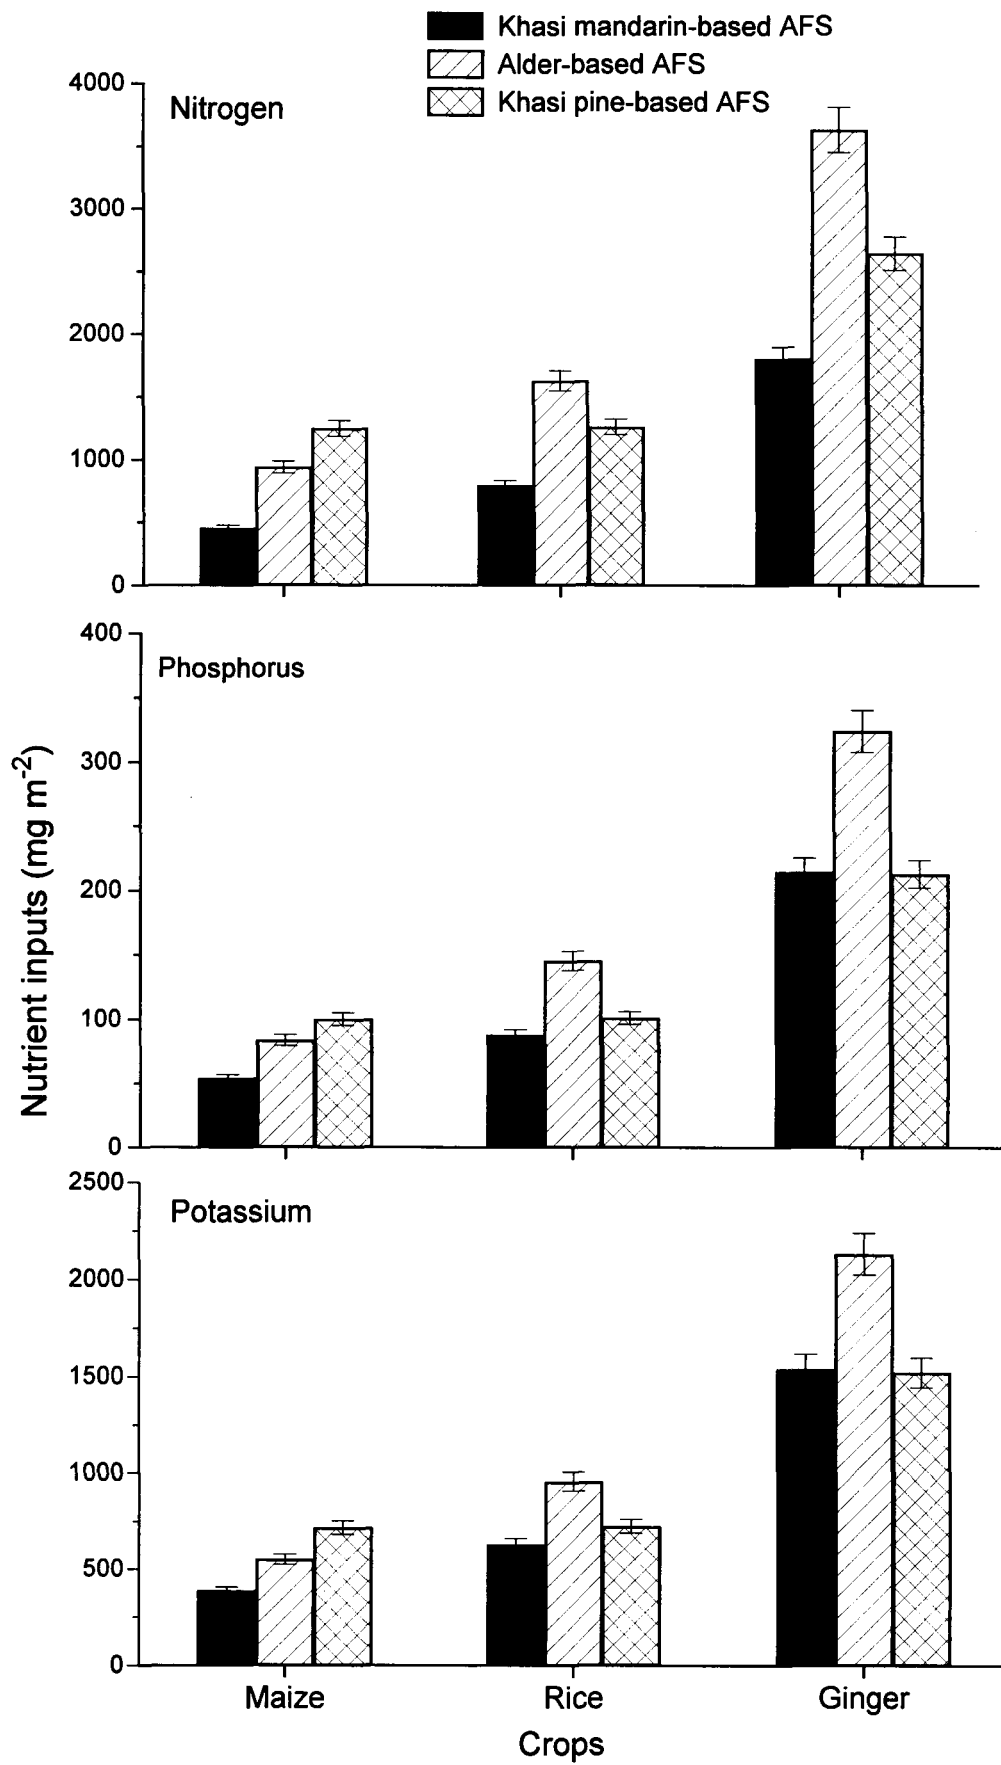 Khasi mandarin-based AFS
Alder-based AFS
Khasi pine-based AFS
Nitrogen
4000
3000
2000
1000
0
Phosphorus
400
300
200
100
0
Nutrient inputs (mg m⁻²)
Potassium
2500
2000
1500
1000
500
0
Maize Rice Ginger
Crops